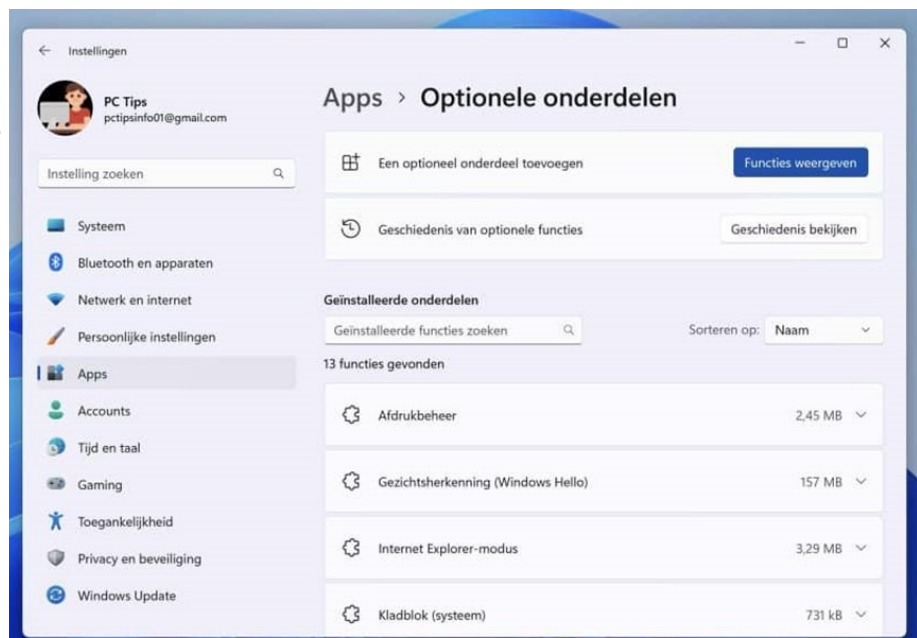 Instellingen
PC Tips
pctipsinfo01@gmail.com
Instelling zoeken
Systeem
Bluetooth en apparaten
Netwerk en internet
Persoonlijke instellingen
Apps
Accounts
Tijd en taal
Gaming
Toegankelijkheid
Privacy en beveiliging
Windows Update
Apps > Optionele onderdelen
Een optioneel onderdeel toevoegen Functies weergeven
Geschiedenis van optionele functies Geschiedenis bekijken
Geïnstalleerde onderdelen
Geïnstalleerde functies zoeken Sorteren op: Naam
13 functies gevonden
Afdrukbeheer 2,45 MB
Gezichtsherkenning (Windows Hello) 157 MB
Internet Explorer-modus 3,29 MB
Kladblok (systeem) 731 kB